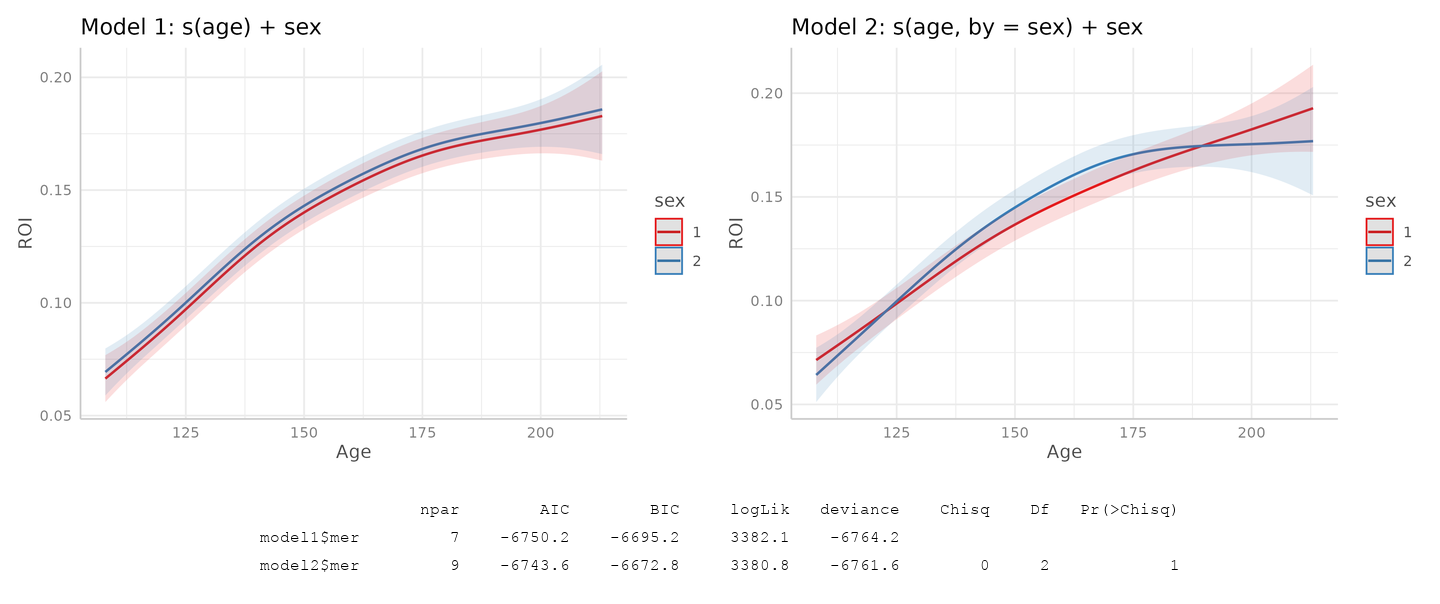 Model 1: s(age) + sex
0.20
0.15
0.10
0.05
ROI
125 150 175 200
Age
sex
1
2
Model 2: s(age, by = sex) + sex
0.20
0.15
0.10
0.05
ROI
125 150 175 200
Age
sex
1
2
npar AIC BIC logLik deviance Chisq Df Pr(>Chisq)
model1$mer 7 -6750.2 -6695.2 3382.1 -6764.2
model2$mer 9 -6743.6 -6672.8 3380.8 -6761.6 0 2 1